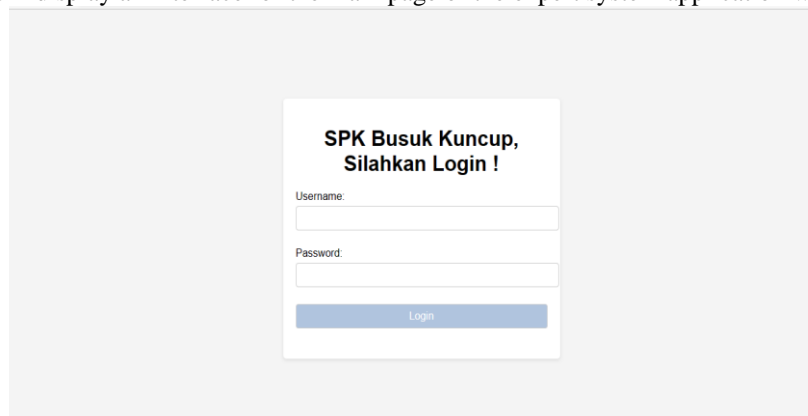 SPK Busuk Kuncup,
Silahkan Login !
Username:
Password:
Login